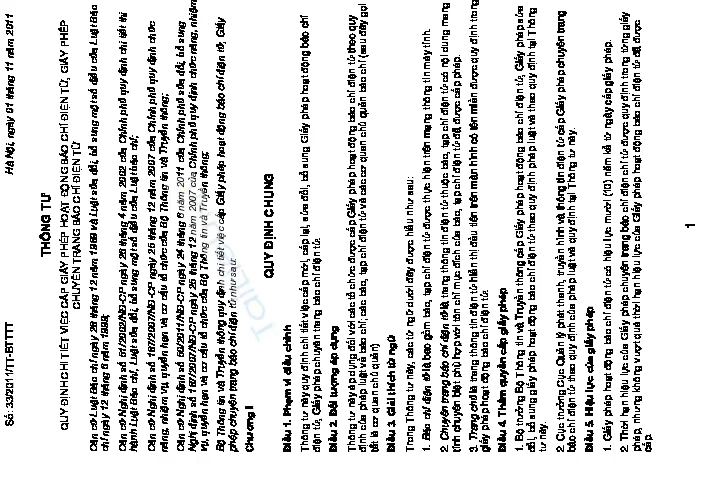 Số: 33/2011/TT-BTTTT
Hà Nội, ngày 01 tháng 11 năm 2011
THÔNG TƯ
QUY ĐỊNH CHI TIẾT VIỆC CẤP GIẤY PHÉP HOẠT ĐỘNG BÁO CHÍ ĐIỆN TỬ, GIẤY PHÉP
CHUYÊN TRANG BÁO CHÍ ĐIỆN TỬ
Căn cứ Luật Báo chí ngày 28 tháng 12 năm 1989 và Luật sửa đổi, bổ sung một số điều của Luật Báo
chí ngày 12 tháng 6 năm 1999;
Căn cứ Nghị định số 51/2002/NĐ-CP ngày 26 tháng 4 năm 2002 của Chính phủ quy định chi tiết thi
hành Luật Báo chí, Luật sửa đổi, bổ sung một số điều của Luật Báo chí;
Căn cứ Nghị định số 187/2007/NĐ-CP ngày 25 tháng 12 năm 2007 của Chính phủ quy định chức
năng, nhiệm vụ, quyền hạn và cơ cấu tổ chức của Bộ Thông tin và Truyền thông;
Căn cứ Nghị định số 50/2011/NĐ-CP ngày 24 tháng 6 năm 2011 của Chính phủ sửa đổi, bổ sung
Nghị định số 187/2007/NĐ-CP ngày 25 tháng 12 năm 2007 của Chính phủ quy định chức năng, nhiệm
vụ, quyền hạn và cơ cấu tổ chức của Bộ Thông tin và Truyền thông;
Bộ Thông tin và Truyền thông quy định chi tiết việc cấp Giấy phép hoạt động báo chí điện tử, Giấy
phép chuyên trang báo chí điện tử như sau:
Chương I
QUY ĐỊNH CHUNG
Điều 1. Phạm vi điều chỉnh
Thông tư này quy định chi tiết việc cấp mới, cấp lại, sửa đổi, bổ sung Giấy phép hoạt động báo chí
điện tử, Giấy phép chuyên trang báo chí điện tử.
Điều 2. Đối tượng áp dụng
Thông tư này áp dụng đối với các tổ chức được cấp Giấy phép hoạt động báo chí điện tử theo quy
định của pháp luật về báo chí; các báo, tạp chí điện tử và các cơ quan chủ quản báo chí (sau đây gọi
tắt là cơ quan chủ quản)
Điều 3. Giải thích từ ngữ
Trong Thông tư này, các từ ngữ dưới đây được hiểu như sau:
1. Báo chí điện tử là bao gồm báo, tạp chí điện tử được thực hiện trên mạng thông tin máy tính.
2. Chuyên trang báo chí điện tử là trang thông tin điện tử thuộc báo, tạp chí điện tử có nội dung mang
tính chuyên biệt phù hợp với tôn chỉ mục đích của báo, tạp chí điện tử đã, được cấp phép.
3. Trang chủ là trang thông tin điện tử hiển thị đầu tiên trên màn hình có tên miền được quy định trong
giấy phép hoạt động báo chí điện tử.
Điều 4. Thẩm quyền cấp giấy phép
1. Bộ trưởng Bộ Thông tin và Truyền thông cấp Giấy phép hoạt động báo chí điện tử, Giấy phép sửa
đổi, bổ sung giấy phép hoạt động báo chí điện tử theo quy định pháp luật và theo quy định tại Thông
tư này.
2. Cục trưởng Cục Quản lý phát thanh, truyền hình và thông tin điện tử cấp Giấy phép chuyên trang
báo chí điện tử theo quy định của pháp luật và quy định tại Thông tư này.
Điều 5. Hiệu lực của giấy phép
1. Giấy phép hoạt động báo chí điện tử có hiệu lực mười (10) năm kể từ ngày cấp giấy phép.
2. Thời hạn hiệu lực của Giấy phép chuyên trang báo chí điện chí tử được quy định trong từng giấy
phép, nhưng không vượt quá thời hạn hiệu lực của Giấy phép hoạt động báo chí điện tử đã, được
cấp.
1